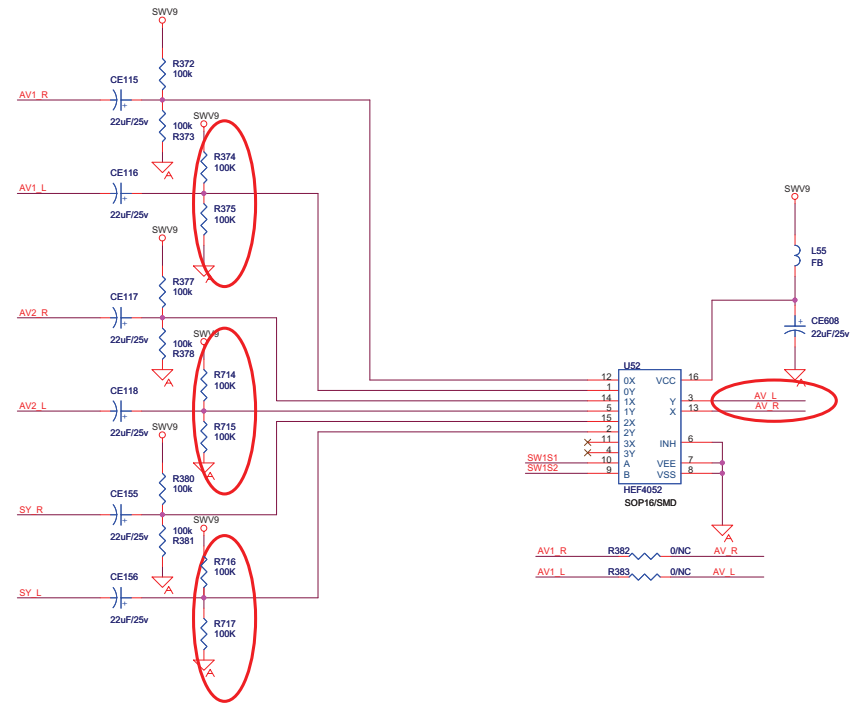 SWV9
R372
100k
CE115
AV1_R
22uF/25v
100k
R373
SWV9
A
R374
100K
CE116
AV1_L
R375
100K
22uF/25v
SWV9
A
R377
100k
CE117
AV2_R
22uF/25v
100k
R378
SWV9
A
R714
100K
CE118
AV2_L
R715
100K
22uF/25v
SWV9
A
R380
100k
CE155
SY_R
SWV9
22uF/25v
100k
R381
R716
100K
CE156
A
SY_L
22uF/25v
R717
100K
A
SWV9
L55
FB
CE608
22uF/25v
A
U52
12 0X VCC 16
1 0Y
14 1X Y 3 AV_L
5 1Y X 13 AV_R
15 2X
2 2Y
11 3X INH 6
4 3Y
SW1S1 10 A VEE 7
SW1S2 9 B VSS 8
HEF4052
SOP16/SMD
A
AV1_R R382 0/NC AV_R
AV1_L R383 0/NC AV_L